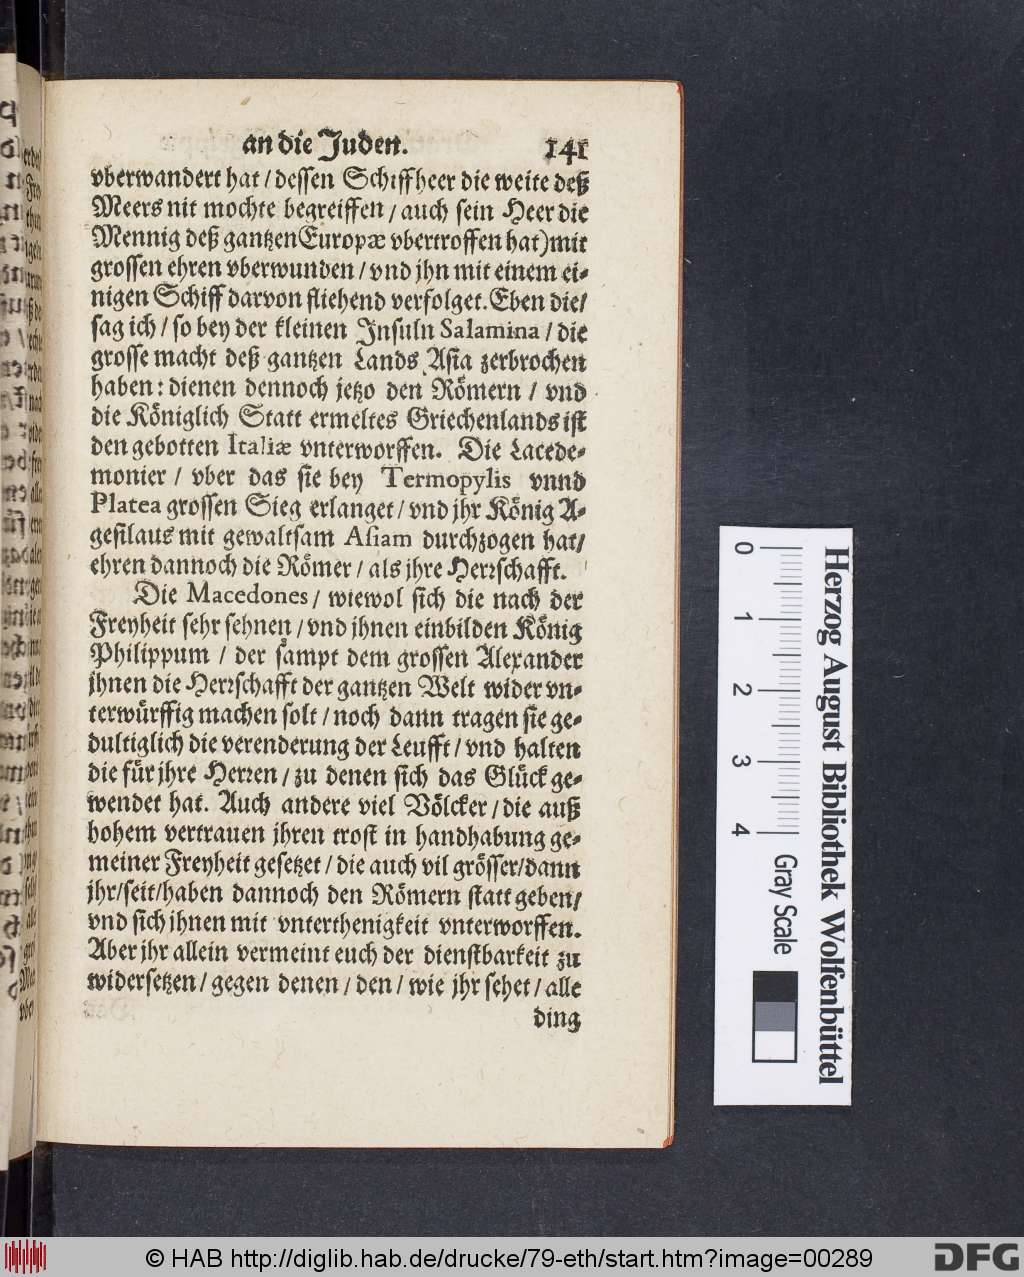 an die Juden. 141
vberwandert hat / dessen Schiffheer die weite deß
Meers nit mochte begreiffen / auch sein Heer die
Mennig deß gantzen Europæ vbertroffen hat) mit
grossen ehren vberwunden / vnd jhn mit einem ei-
nigen Schiff darvon fliehend verfolget. Eben die /
sag ich / so bey der kleinen Insuln Salamina / die
grosse macht deß gantzen Lands Asia zerbrochen
haben : dienen dennoch jetzo den Römern / vnd
die Königlich Statt ermeltes Griechenlands ist
den gebotten Italiæ vnterworffen. Die Lacede-
monier / vber das sie bey Termopylis vnnd
Platea grossen Sieg erlanget / vnd jhr König A-
gesilaus mit gewaltsam Asiam durchzogen hat /
ehren dannoch die Römer / als jhre Herrschafft.
Die Macedones / wiewol sich die nach der
Freyheit sehr sehnen / vnd ihnen einbilden König
Philippum / der sampt dem grossen Alexander
jhnen die Herrschafft der gantzen Welt wider vn-
terwürffig machen solt / noch dann tragen sie ge-
dultiglich die verenderung der Leufft / vnd halten
die für jhre Herren / zu denen sich das Glück ge-
wendet hat. Auch andere viel Völcker / die auß
hohem vertrauen jhren trost in handhabung ge-
meiner Freyheit gesetzet / die auch vil grösser / dann
jhr / seit / haben dannoch den Römern statt geben /
vnd sich ihnen mit vnterthenigkeit vnterworffen.
Aber jhr allein vermeint euch der dienstbarkeit zu
widersetzen / gegen denen / den / wie jhr sehet / alle
ding
0 1 2 3 4
Gray Scale
Herzog August Bibliothek Wolfenbüttel
© HAB http://diglib.hab.de/drucke/79-eth/start.htm?image=00289
DFG